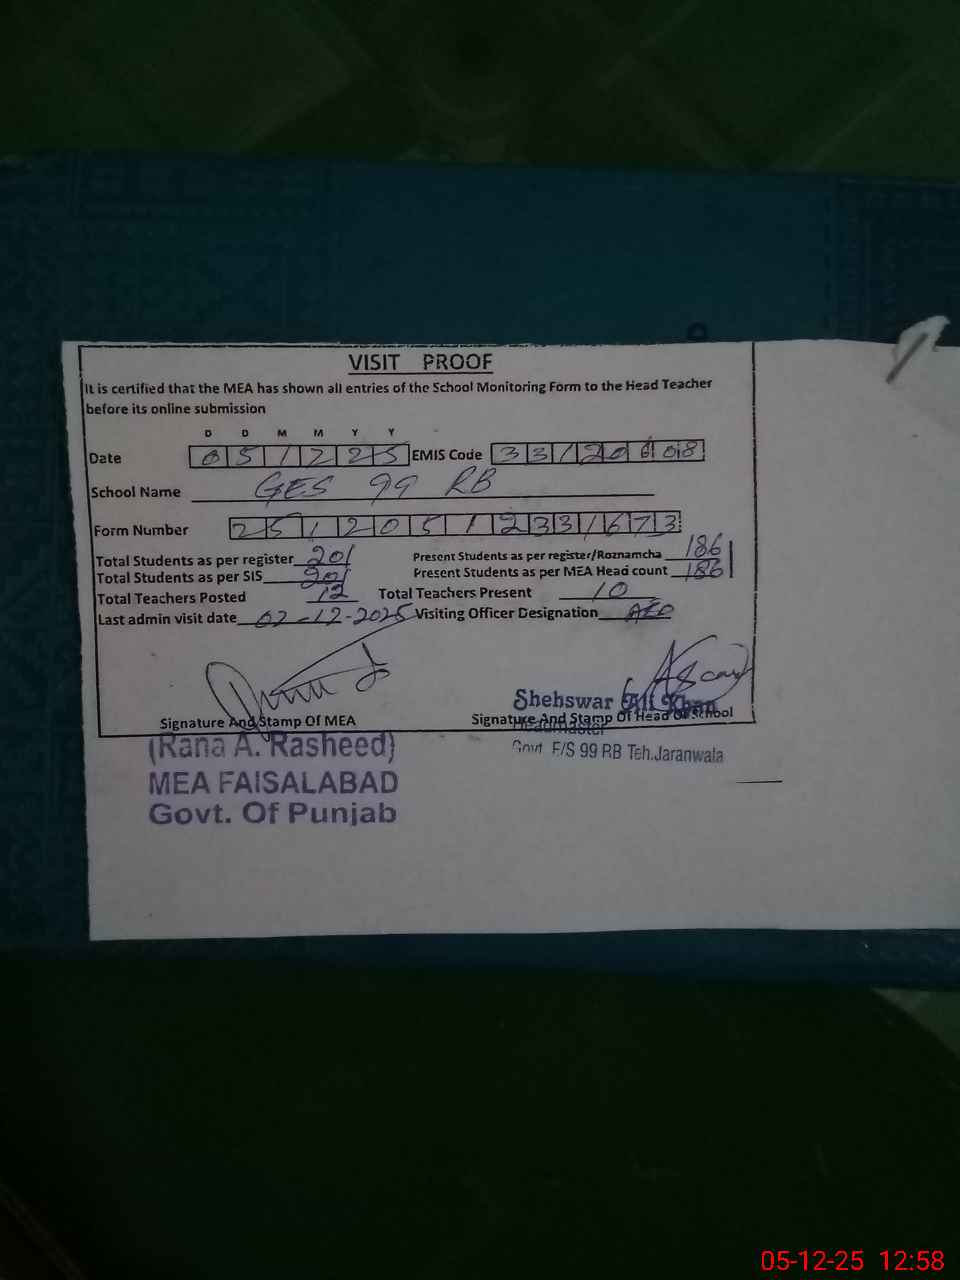 VISIT PROOF
It is certified that the MEA has shown all entries of the School Monitoring Form to the Head Teacher
before its online submission
D D M M Y Y
Date 0 5 1 2 2 5 EMIS Code 3 3 1 2 0 6 0 8
School Name GES 99 RB
Form Number 2 5 1 2 0 5 1 2 3 3 1 6 7 3
Total Students as per register 201 Present Students as per register/Roznamcha 186
Total Students as per SIS 201 Present Students as per MEA Head count 186
Total Teachers Posted 12 Total Teachers Present 10
Last admin visit date 02-12-2025 Visiting Officer Designation AEO
Shehswar Ali Khan
Signature And Stamp Of MEA Signature And Stamp Of Head Of School
Headmaster
(Rana A. Rasheed) Govt. E/S 99 RB Teh.Jaranwala
MEA FAISALABAD
Govt. Of Punjab
05-12-25 12:58